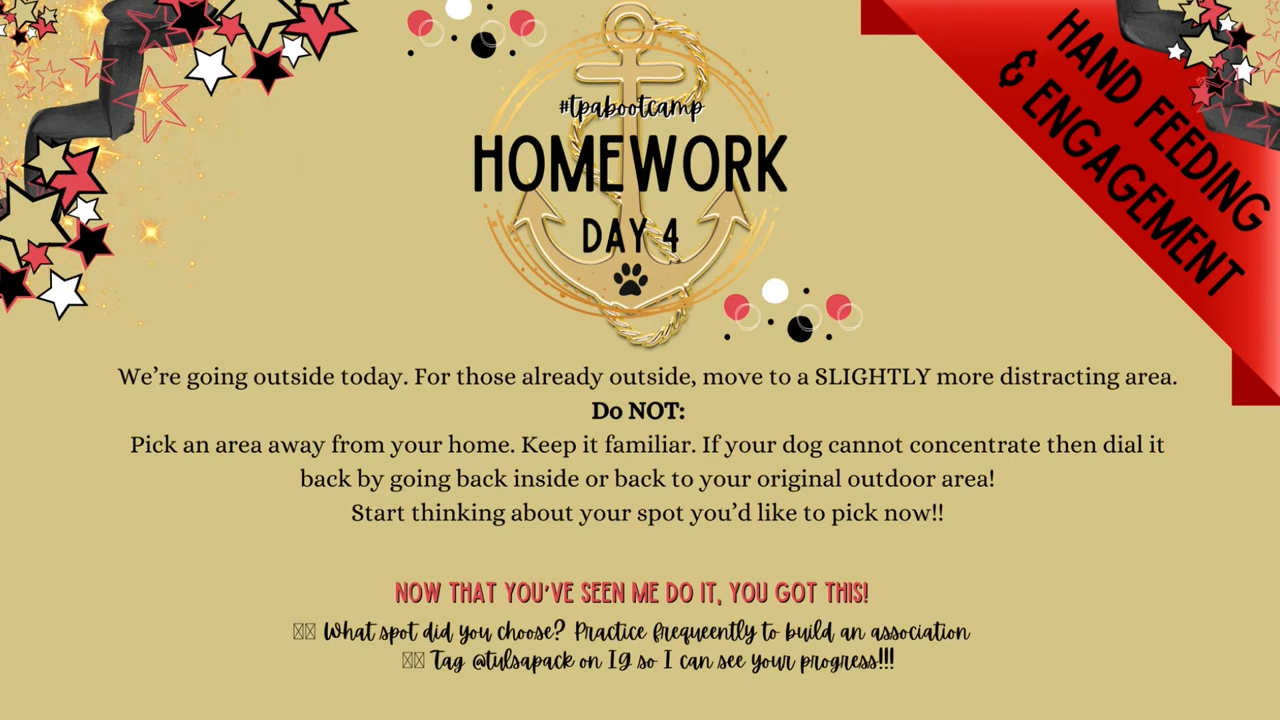 #tpabootcamp
HOMEWORK
DAY 4
HAND FEEDING
& ENGAGEMENT
We're going outside today. For those already outside, move to a SLIGHTLY more distracting area.
Do NOT:
Pick an area away from your home. Keep it familiar. If your dog cannot concentrate then dial it
back by going back inside or back to your original outdoor area!
Start thinking about your spot you'd like to pick now!!
NOW THAT YOU'VE SEEN ME DO IT, YOU GOT THIS!
What spot did you choose? Practice frequeently to build an association
Tag @tulsapack on IG so I can see your progress!!!